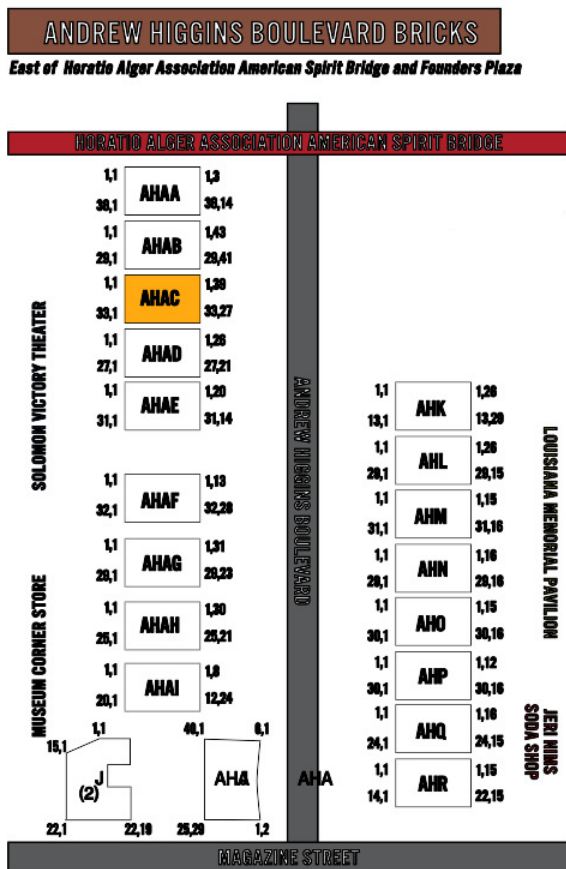 ANDREW HIGGINS BOULEVARD BRICKS
East of Horatio Alger Association American Spirit Bridge and Founders Plaza
HORATIO ALGER ASSOCIATION AMERICAN SPIRIT BRIDGE
1,1 AHAA 1,3
38,1 38,14
1,1 AHAB 1,43
29,1 29,41
1,1 AHAC 1,39
33,1 33,27
1,1 AHAD 1,26
27,1 27,21
1,1 AHAE 1,20
31,1 31,14
SOLOMON VICTORY THEATER
1,1 AHAF 1,13
32,1 32,28
1,1 AHAG 1,31
29,1 29,23
1,1 AHAH 1,30
25,1 25,21
1,1 AHAI 1,8
20,1 12,24
MUSEUM CORNER STORE
15,1 1,1
J
(2)
22,1 22,19
40,1 6,1
25,29 1,2
AHA
ANDREW HIGGINS BOULEVARD
1,1 AHK 1,26
13,1 13,29
1,1 AHL 1,26
29,1 29,15
1,1 AHM 1,15
31,1 31,16
1,1 AHN 1,16
29,1 29,16
1,1 AHO 1,15
30,1 30,16
1,1 AHP 1,12
30,1 30,16
1,1 AHQ 1,16
24,1 24,15
1,1 AHR 1,15
14,1 22,15
LOUISIANA MEMORIAL PAVILION
JERI NIMS
SODA SHOP
MAGAZINE STREET